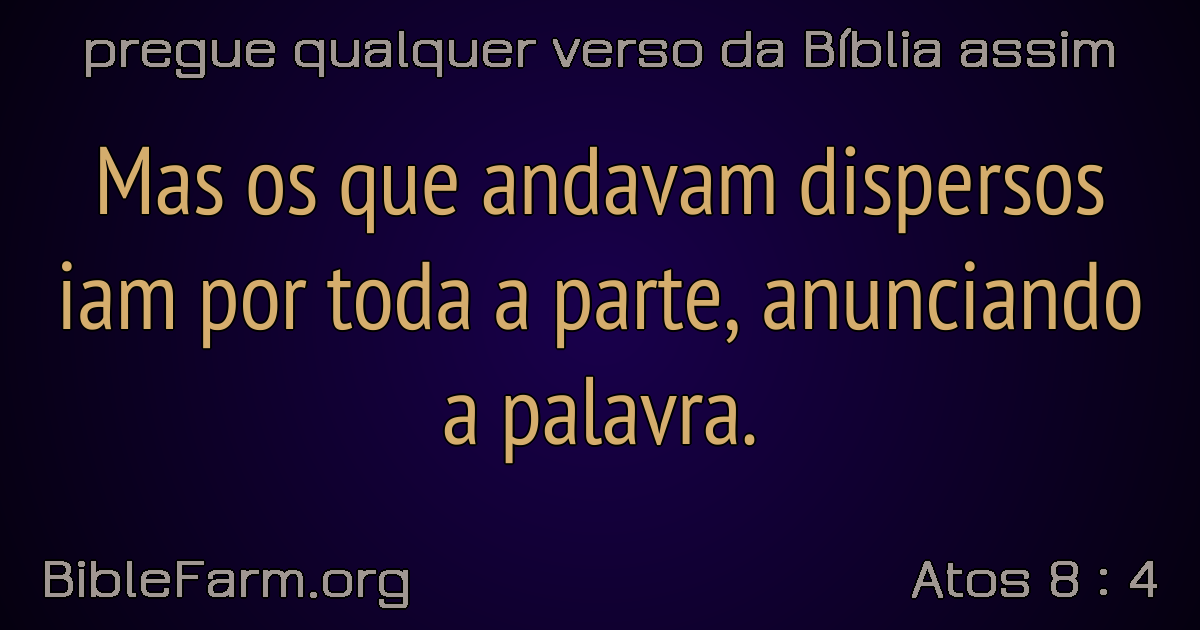 pregue qualquer verso da Bíblia assim
Mas os que andavam dispersos
iam por toda a parte, anunciando
a palavra.
BibleFarm.org
Atos 8 : 4